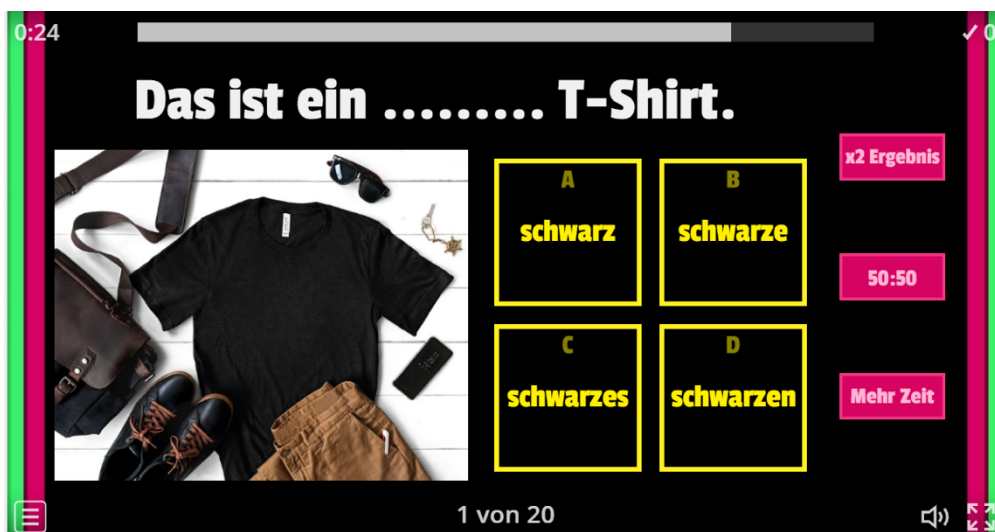 0:24
✓ 0
Das ist ein ......... T-Shirt.
A
schwarz
B
schwarze
C
schwarzes
D
schwarzen
x2 Ergebnis
50:50
Mehr Zeit
1 von 20